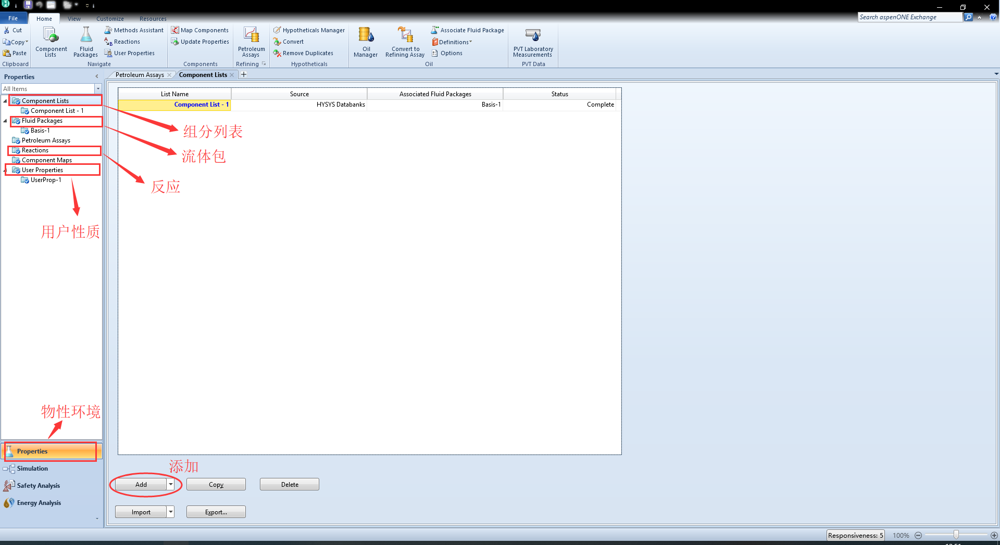 File
Home
View
Customize
Resources
Search aspenONE Exchange
Cut
Copy
Paste
Clipboard
Component Lists
Fluid Packages
Methods Assistant
Reactions
User Properties
Navigate
Map Components
Update Properties
Components
Petroleum Assays
Refining
Hypotheticals Manager
Convert
Remove Duplicates
Hypotheticals
Oil Manager
Convert to Refining Assay
Associate Fluid Package
Definitions
Options
Oil
PVT Laboratory Measurements
PVT Data
Properties
All Items
Component Lists
Component List - 1
Fluid Packages
Basis-1
Petroleum Assays
Reactions
Component Maps
User Properties
UserProp-1
用户性质
物性环境
Properties
Simulation
Safety Analysis
Energy Analysis
Petroleum Assays
Component Lists
List Name
Source
Associated Fluid Packages
Status
Component List - 1
HYSYS Databanks
Basis-1
Complete
组分列表
流体包
反应
添加
Add
Copy
Delete
Import
Export...
Responsiveness: 5
100%